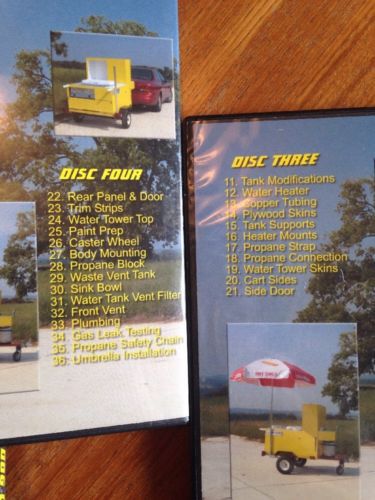 DISC FOUR
22. Rear Panel & Door
23. Trim Strips
24. Water Tower Top
25. Paint Prep
26. Caster Wheel
27. Body Mounting
28. Propane Block
29. Waste Vent Tank
30. Sink Bowl
31. Water Tank Vent Filter
32. Front Vent
33. Plumbing
34. Gas Leak Testing
35. Propane Safety Chain
36. Umbrella Installation
DISC THREE
11. Tank Modifications
12. Water Heater
13. Copper Tubing
14. Plywood Skins
15. Tank Supports
16. Heater Mounts
17. Propane Strap
18. Propane Connection
19. Water Tower Skins
20. Cart Sides
21. Side Door